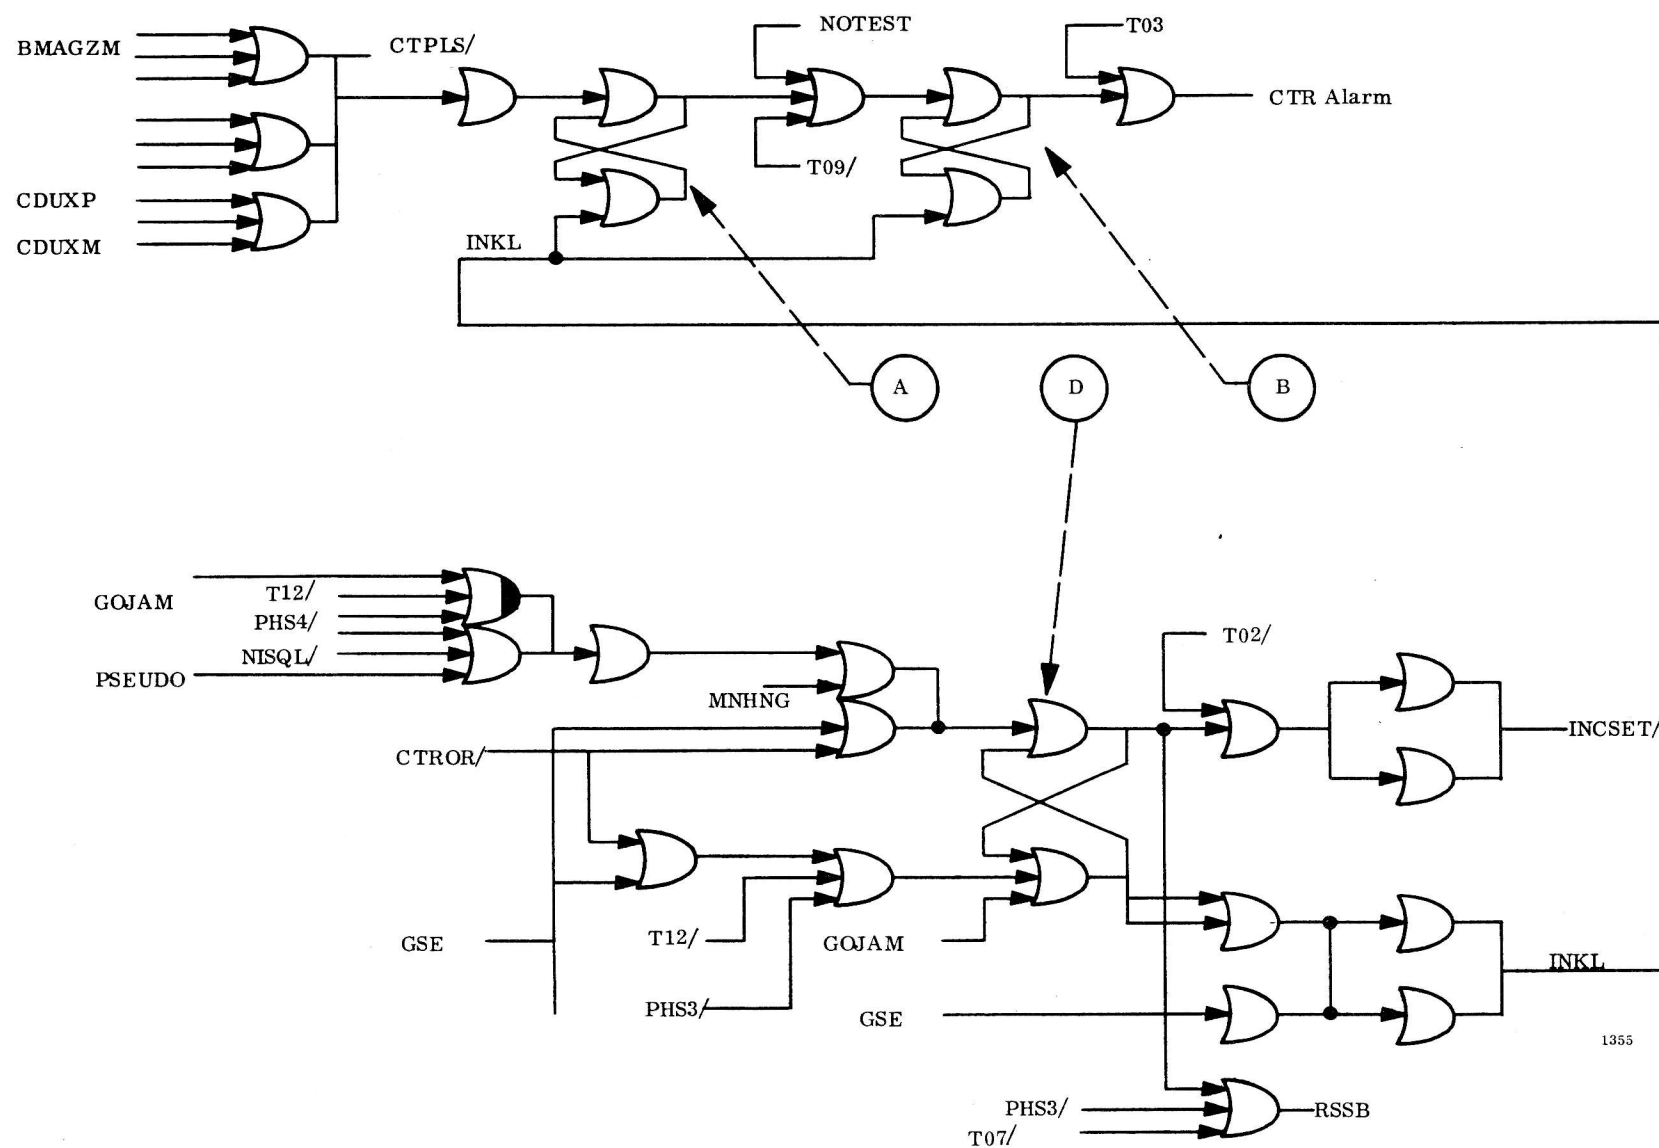 BMAGZM
CTPLS/
NOTEST
T03
CTR Alarm
T09/
CDUXP
CDUXM
INKL
A
D
B
GOJAM
T12/
PHS4/
NISQL/
PSEUDO
MNHNG
T02/
INCSET/
CTROR/
GSE
T12/
GOJAM
PHS3/
GSE
INKL
1355
PHS3/
RSSB
T07/